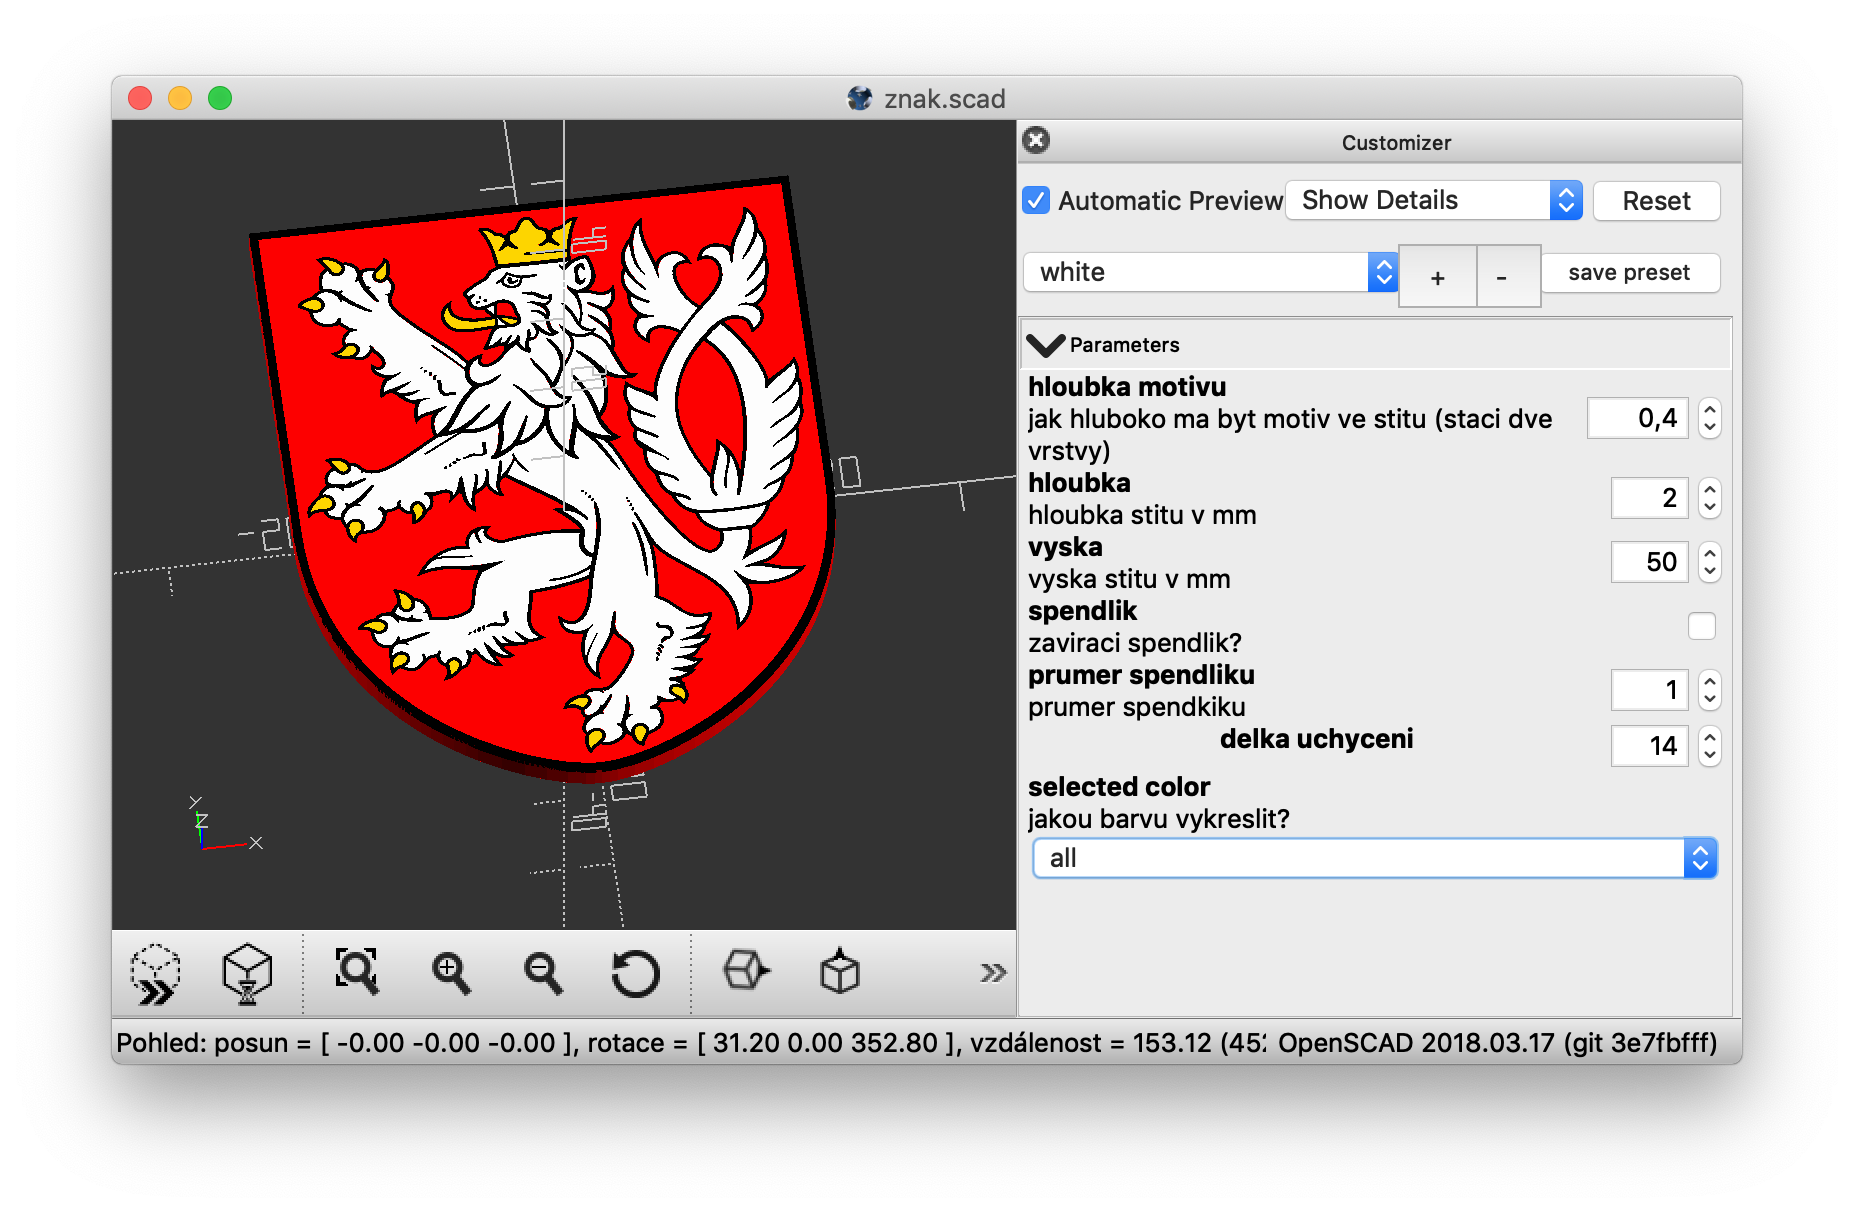 znak.scad
Customizer
Automatic Preview
Show Details
Reset
white
+
-
save preset
Parameters
hloubka motivu
jak hluboko ma byt motiv ve stitu (staci dve
vrstvy)
0,4
hloubka
hloubka stitu v mm
2
vyska
vyska stitu v mm
50
spendlik
zaviraci spendlik?
prumer spendliku
prumer spendkiku
1
delka uchyceni
14
selected color
jakou barvu vykreslit?
all
Y
Z
X
Pohled: posun = [ -0.00 -0.00 -0.00 ], rotace = [ 31.20 0.00 352.80 ], vzdálenost = 153.12 (45
OpenSCAD 2018.03.17 (git 3e7fbfff)